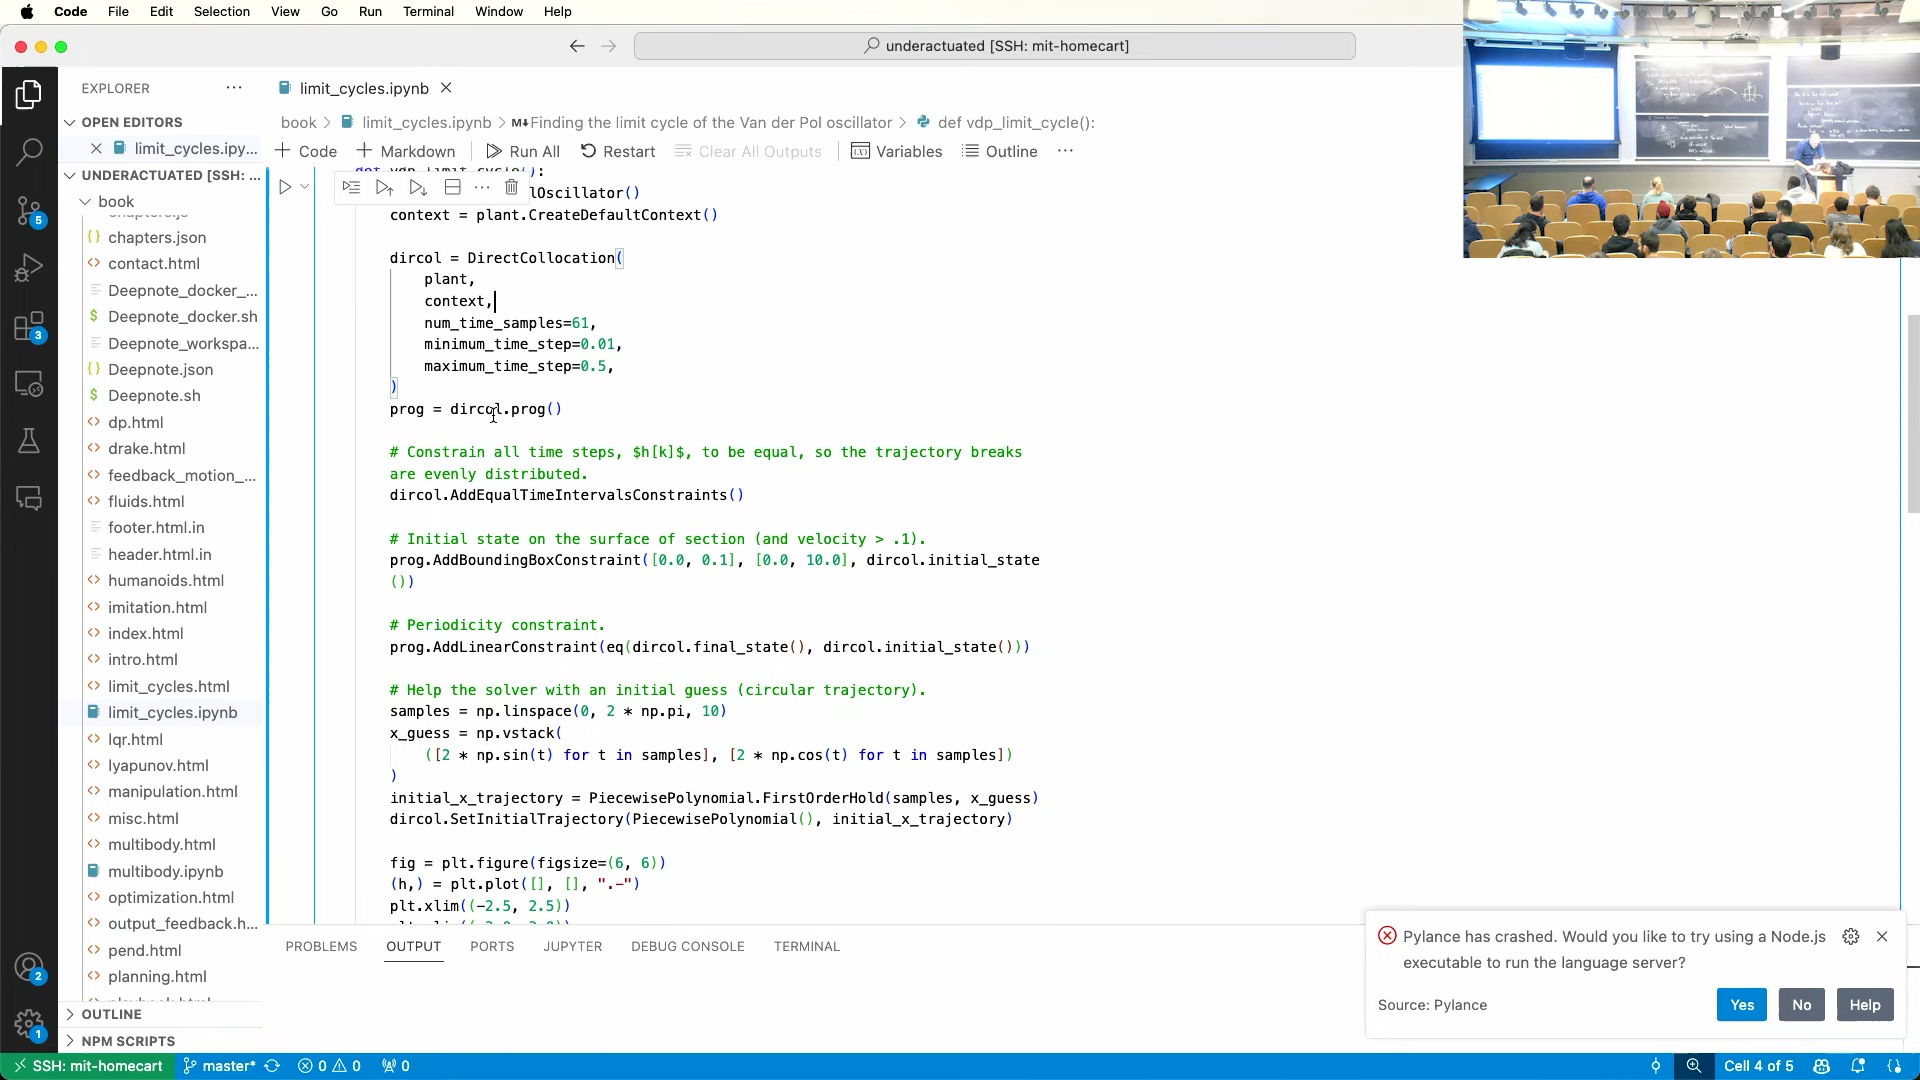 Code File Edit Selection View Go Run Terminal Window Help
underactuated [SSH: mit-homecart]
EXPLORER
OPEN EDITORS
limit_cycles.ipy...
UNDERACTUATED [SSH: ...
book
chapters.json
contact.html
Deepnote_docker_...
Deepnote_docker.sh
Deepnote_workspa...
Deepnote.json
Deepnote.sh
dp.html
drake.html
feedback_motion_...
fluids.html
footer.html.in
header.html.in
humanoids.html
imitation.html
index.html
intro.html
limit_cycles.html
limit_cycles.ipynb
lqr.html
lyapunov.html
manipulation.html
misc.html
multibody.html
multibody.ipynb
optimization.html
output_feedback.h...
pend.html
planning.html
OUTLINE
NPM SCRIPTS
5
3
2
1
limit_cycles.ipynb
book > limit_cycles.ipynb > M↓Finding the limit cycle of the Van der Pol oscillator > def vdp_limit_cycle():
+ Code + Markdown Run All Restart Clear All Outputs Variables Outline ...
def vdp_limit_cycle():
lOscillator()
context = plant.CreateDefaultContext()
dircol = DirectCollocation(
plant,
context,
num_time_samples=61,
minimum_time_step=0.01,
maximum_time_step=0.5,
)
prog = dircol.prog()
# Constrain all time steps, $h[k]$, to be equal, so the trajectory breaks
are evenly distributed.
dircol.AddEqualTimeIntervalsConstraints()
# Initial state on the surface of section (and velocity > .1).
prog.AddBoundingBoxConstraint([0.0, 0.1], [0.0, 10.0], dircol.initial_state
())
# Periodicity constraint.
prog.AddLinearConstraint(eq(dircol.final_state(), dircol.initial_state()))
# Help the solver with an initial guess (circular trajectory).
samples = np.linspace(0, 2 * np.pi, 10)
x_guess = np.vstack(
([2 * np.sin(t) for t in samples], [2 * np.cos(t) for t in samples])
)
initial_x_trajectory = PiecewisePolynomial.FirstOrderHold(samples, x_guess)
dircol.SetInitialTrajectory(PiecewisePolynomial(), initial_x_trajectory)
fig = plt.figure(figsize=(6, 6))
(h,) = plt.plot([], [], ".-")
plt.xlim((-2.5, 2.5))
PROBLEMS OUTPUT PORTS JUPYTER DEBUG CONSOLE TERMINAL
Pylance has crashed. Would you like to try using a Node.js
executable to run the language server?
Source: Pylance
Yes No Help
SSH: mit-homecart master* 0 0 0 Cell 4 of 5